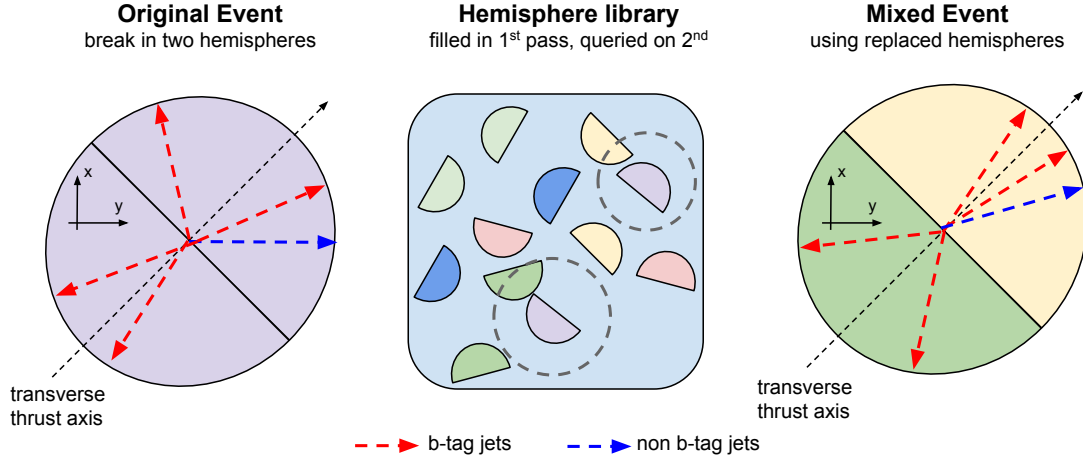 Original Event
break in two hemispheres
Hemisphere library
filled in 1st pass, queried on 2nd
Mixed Event
using replaced hemispheres
x
y
x
y
transverse
thrust axis
transverse
thrust axis
b-tag jets
non b-tag jets